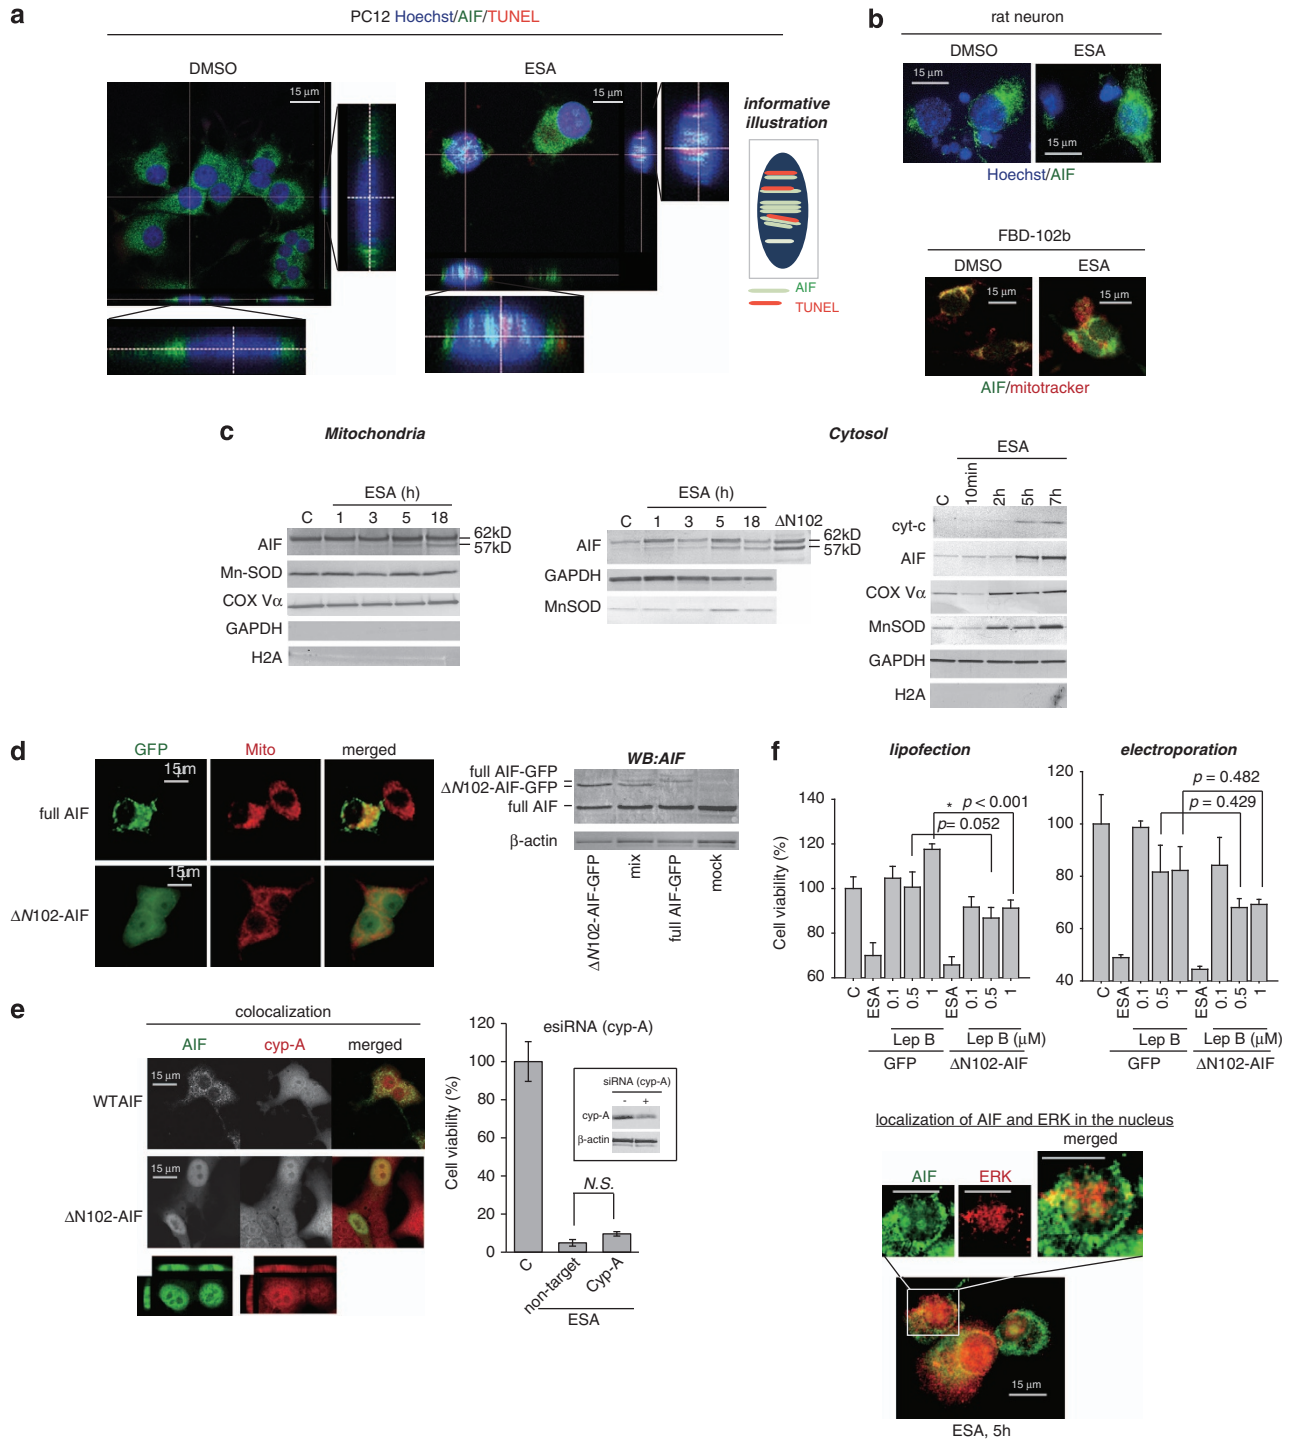 a
PC12 Hoechst/AIF/TUNEL
DMSO
ESA
15 μm
15 μm
informative
illustration
AIF
TUNEL
b
rat neuron
DMSO
ESA
15 μm
15 μm
Hoechst/AIF
FBD-102b
DMSO
ESA
15 μm
15 μm
AIF/mitotracker
c
Mitochondria
ESA (h)
C 1 3 5 18
AIF
62kD
57kD
Mn-SOD
COX Vα
GAPDH
H2A
Cytosol
ESA (h)
C 1 3 5 18 ΔN102
AIF
62kD
57kD
GAPDH
MnSOD
ESA
C 10min 2h 5h 7h
cyt-c
AIF
COX Vα
MnSOD
GAPDH
H2A
d
GFP Mito merged
15μm
full AIF
15μm
ΔN102-AIF
WB:AIF
full AIF-GFP
ΔN102-AIF-GFP
full AIF
β-actin
ΔN102-AIF-GFP
mix
full AIF-GFP
mock
e
colocalization
AIF cyp-A merged
15 μm
WTAIF
15 μm
ΔN102-AIF
esiRNA (cyp-A)
Cell viability (%)
120
100
80
60
40
20
0
siRNA (cyp-A)
- +
cyp-A
β-actin
N.S.
C
non-target
Cyp-A
ESA
f
lipofection
Cell viability (%)
140
120
100
80
60
* p < 0.001
p= 0.052
C ESA 0.1 0.5 1 ESA 0.1 0.5 1
Lep B Lep B (μM)
GFP ΔN102-AIF
electroporation
120
100
80
60
40
p = 0.482
p = 0.429
C ESA 0.1 0.5 1 ESA 0.1 0.5 1
Lep B Lep B (μM)
GFP ΔN102-AIF
localization of AIF and ERK in the nucleus
merged
AIF ERK
15 μm
ESA, 5h